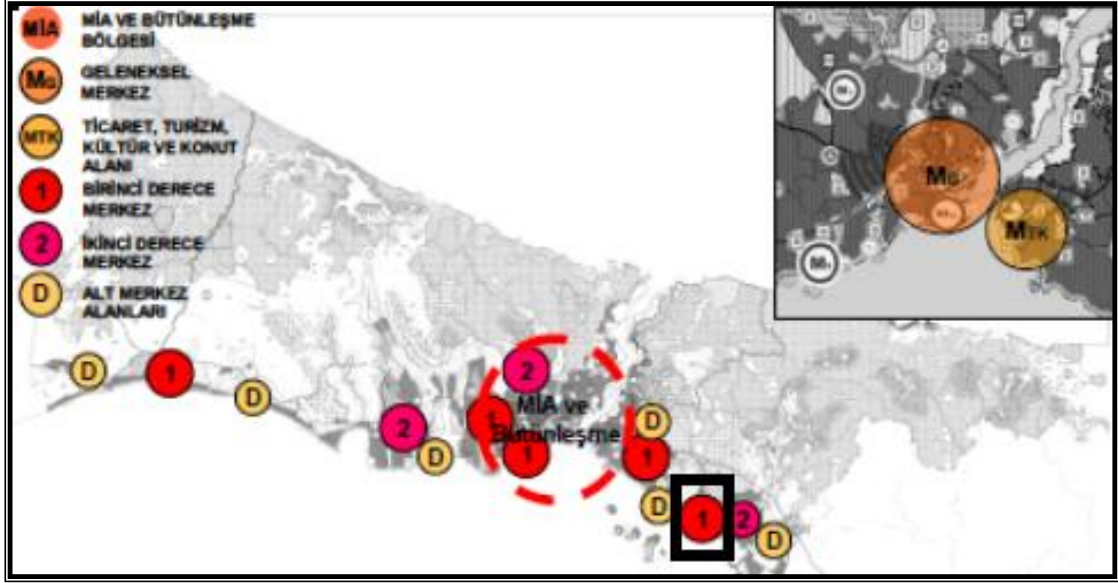 MİA
MİA VE BÜTÜNLEŞME
BÖLGESİ
MG
GELENEKSEL
MERKEZ
MTK
TİCARET, TURİZM,
KÜLTÜR VE KONUT
ALANI
1
BİRİNCİ DERECE
MERKEZ
2
İKİNCİ DERECE
MERKEZ
D
ALT MERKEZ
ALANLARI
MG
MTK
D
1
D
2
D
2
1
MİA ve
Bütünleşme
1
D
1
D
1
2
D